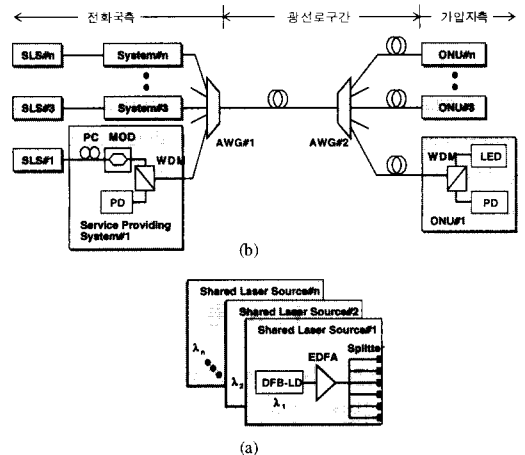 전화국측 광선로구간 가입자측
SLS#n System#n ONU#n
SLS#3 System#3 ONU#3
AWG#1 AWG#2
SLS#1 PC MOD WDM PD
Service Providing
System#1
WDM LED PD
ONU#1
(b)
Shared Laser Source#n
Shared Laser Source#2
Shared Laser Source#1
λn
λ2
EDFA Splitter
DFB-LD
λ1
(a)